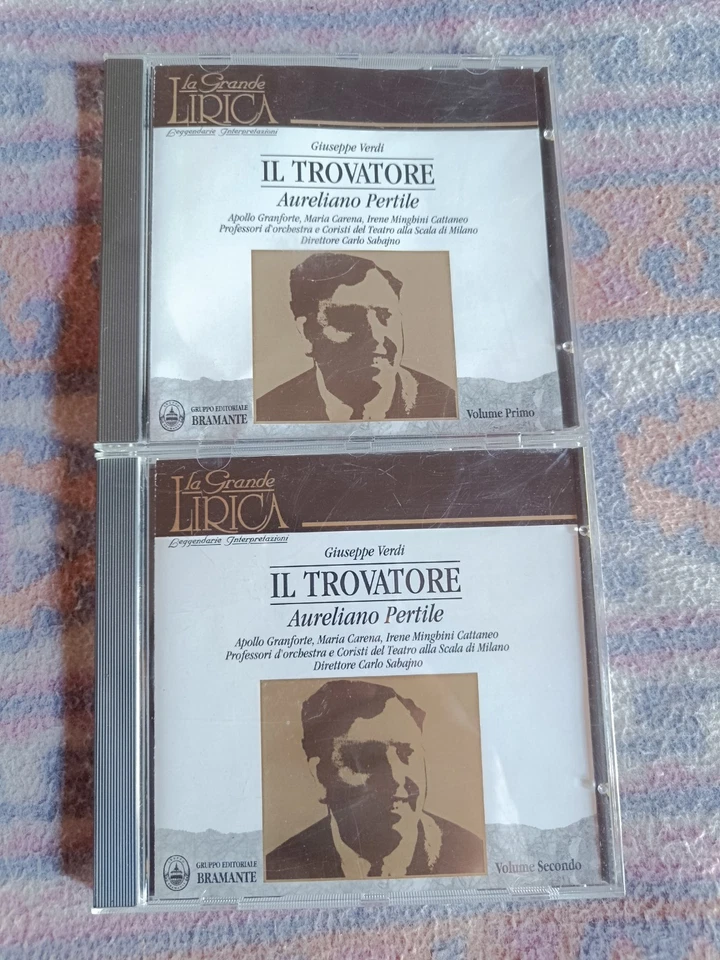 La Grande
LIRICA
Leggendarie Interpretazioni
Giuseppe Verdi
IL TROVATORE
Aureliano Pertile
Apollo Granforte, Maria Carena, Irene Minghini Cattaneo
Professori d'orchestra e Coristi del Teatro alla Scala di Milano
Direttore Carlo Sabajno
GRUPPO EDITORIALE
BRAMANTE
Volume Primo
La Grande
LIRICA
Leggendarie Interpretazioni
Giuseppe Verdi
IL TROVATORE
Aureliano Pertile
Apollo Granforte, Maria Carena, Irene Minghini Cattaneo
Professori d'orchestra e Coristi del Teatro alla Scala di Milano
Direttore Carlo Sabajno
GRUPPO EDITORIALE
BRAMANTE
Volume Secondo